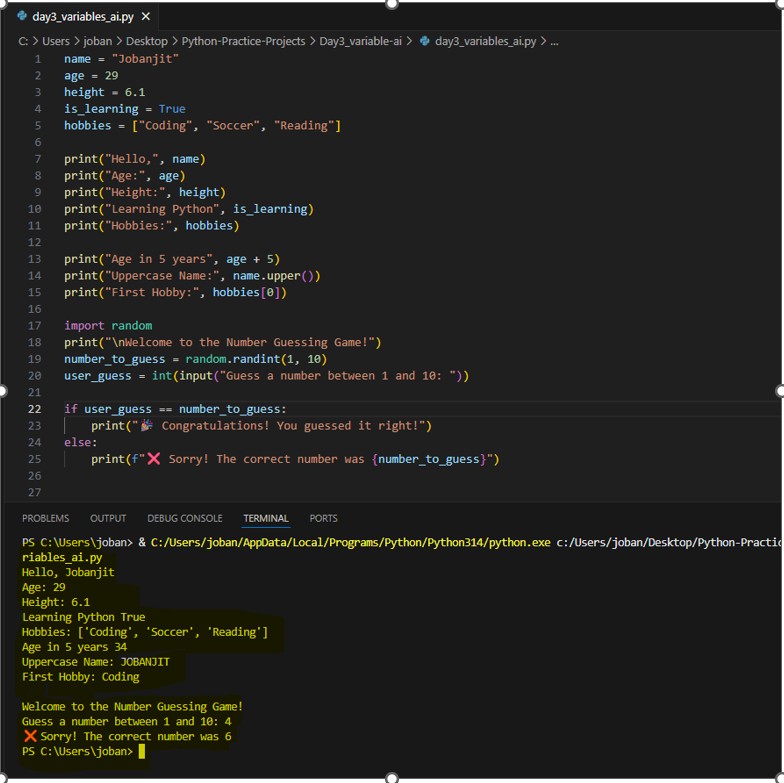 day3_variables_ai.py ×
C: > Users > joban > Desktop > Python-Practice-Projects > Day3_variable-ai > day3_variables_ai.py > ...
1 name = "Jobanjit"
2 age = 29
3 height = 6.1
4 is_learning = True
5 hobbies = ["Coding", "Soccer", "Reading"]
6
7 print("Hello,", name)
8 print("Age:", age)
9 print("Height:", height)
10 print("Learning Python", is_learning)
11 print("Hobbies:", hobbies)
12
13 print("Age in 5 years", age + 5)
14 print("Uppercase Name:", name.upper())
15 print("First Hobby:", hobbies[0])
16
17 import random
18 print("\nWelcome to the Number Guessing Game!")
19 number_to_guess = random.randint(1, 10)
20 user_guess = int(input("Guess a number between 1 and 10: "))
21
22 if user_guess == number_to_guess:
23     print("🎉 Congratulations! You guessed it right!")
24 else:
25     print(f"❌ Sorry! The correct number was {number_to_guess}")
26
27
PROBLEMS OUTPUT DEBUG CONSOLE TERMINAL PORTS
PS C:\Users\joban> & C:/Users/joban/AppData/Local/Programs/Python/Python314/python.exe c:/Users/joban/Desktop/Python-Practic
riables_ai.py
Hello, Jobanjit
Age: 29
Height: 6.1
Learning Python True
Hobbies: ['Coding', 'Soccer', 'Reading']
Age in 5 years 34
Uppercase Name: JOBANJIT
First Hobby: Coding

Welcome to the Number Guessing Game!
Guess a number between 1 and 10: 4
❌ Sorry! The correct number was 6
PS C:\Users\joban>